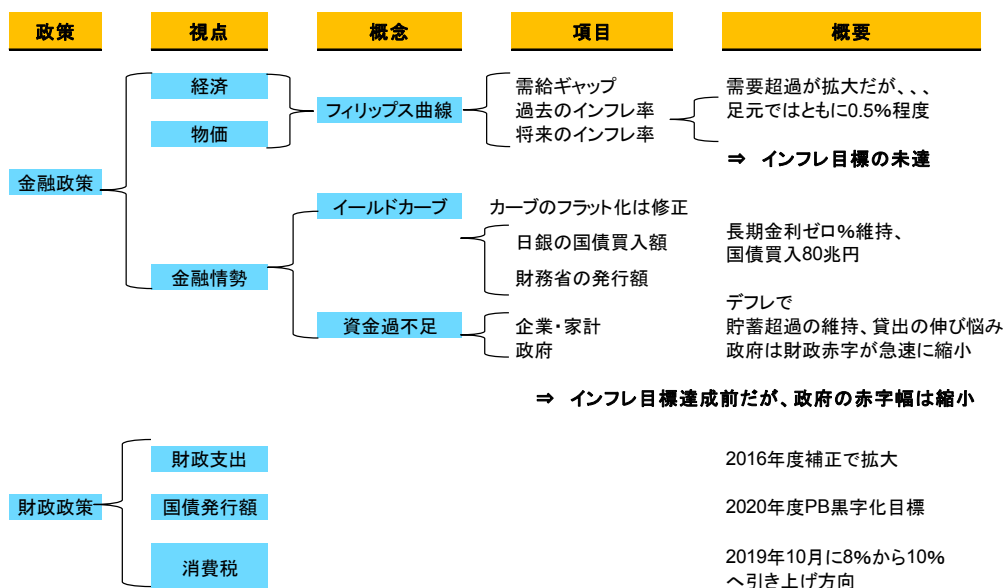 政策 視点 概念 項目 概要
経済
物価
フィリップス曲線
需給ギャップ
過去のインフレ率
将来のインフレ率
需要超過が拡大だが、、、
足元ではともに0.5%程度
⇒ インフレ目標の未達
金融政策
イールドカーブ
カーブのフラット化は修正
日銀の国債買入額
財務省の発行額
長期金利ゼロ%維持、
国債買入80兆円
金融情勢
資金過不足
企業・家計
政府
デフレで
貯蓄超過の維持、貸出の伸び悩み
政府は財政赤字が急速に縮小
⇒ インフレ目標達成前だが、政府の赤字幅は縮小
財政支出
2016年度補正で拡大
財政政策
国債発行額
2020年度PB黒字化目標
消費税
2019年10月に8%から10%
へ引き上げ方向